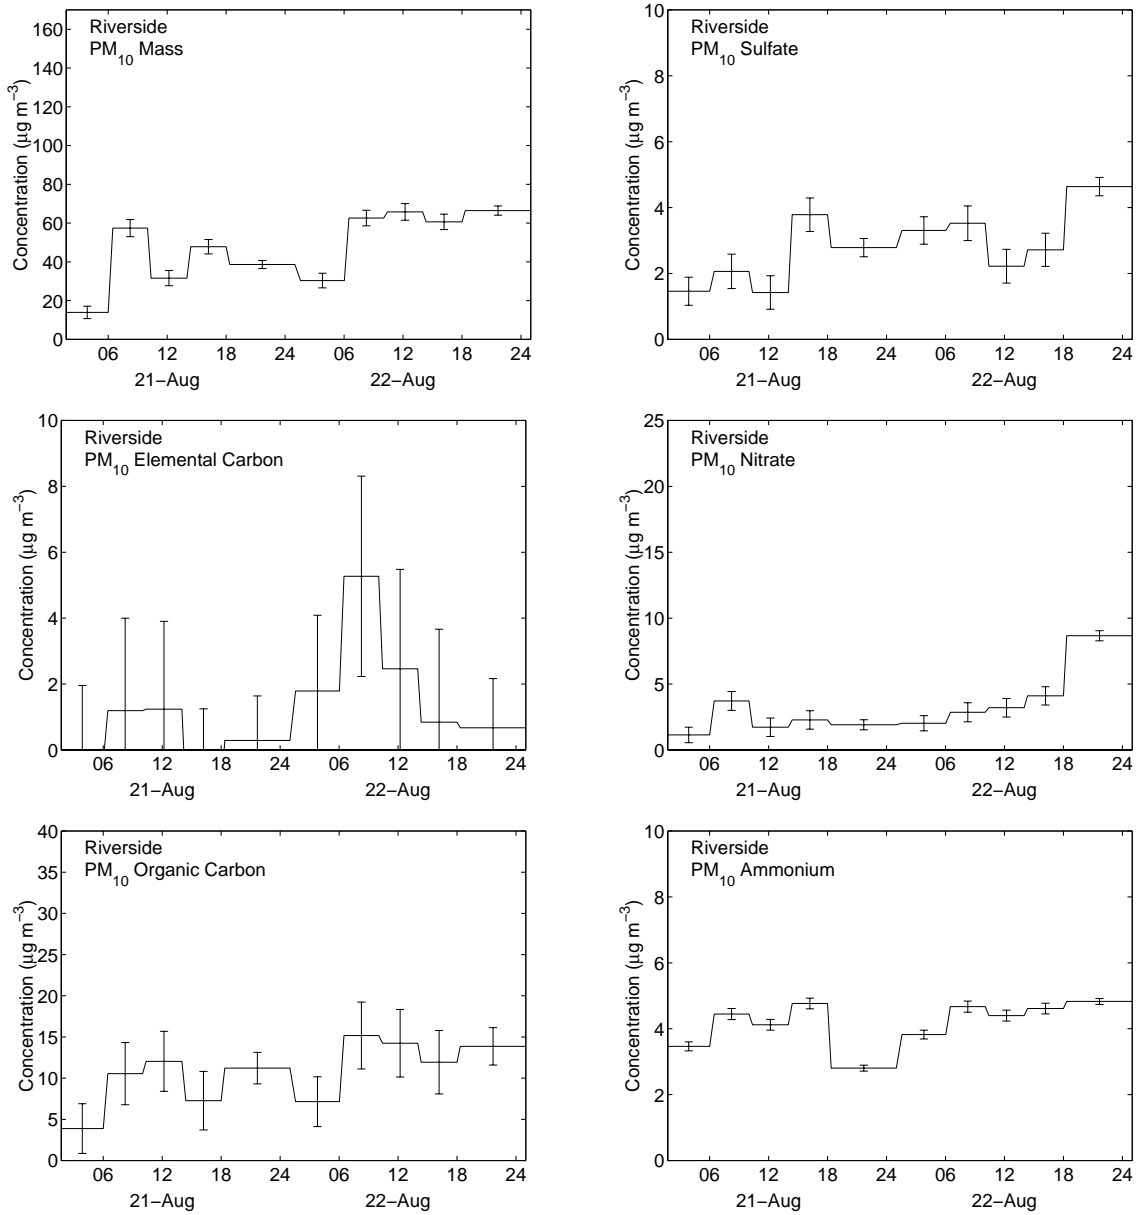 Riverside
PM10 Mass
Concentration (μg m−3)
160
140
120
100
80
60
40
20
0
06 12 18 24 06 12 18 24
21−Aug 22−Aug
Riverside
PM10 Sulfate
Concentration (μg m−3)
10
8
6
4
2
0
06 12 18 24 06 12 18 24
21−Aug 22−Aug
Riverside
PM10 Elemental Carbon
Concentration (μg m−3)
10
8
6
4
2
0
06 12 18 24 06 12 18 24
21−Aug 22−Aug
Riverside
PM10 Nitrate
Concentration (μg m−3)
25
20
15
10
5
0
06 12 18 24 06 12 18 24
21−Aug 22−Aug
Riverside
PM10 Organic Carbon
Concentration (μg m−3)
40
35
30
25
20
15
10
5
0
06 12 18 24 06 12 18 24
21−Aug 22−Aug
Riverside
PM10 Ammonium
Concentration (μg m−3)
10
8
6
4
2
0
06 12 18 24 06 12 18 24
21−Aug 22−Aug